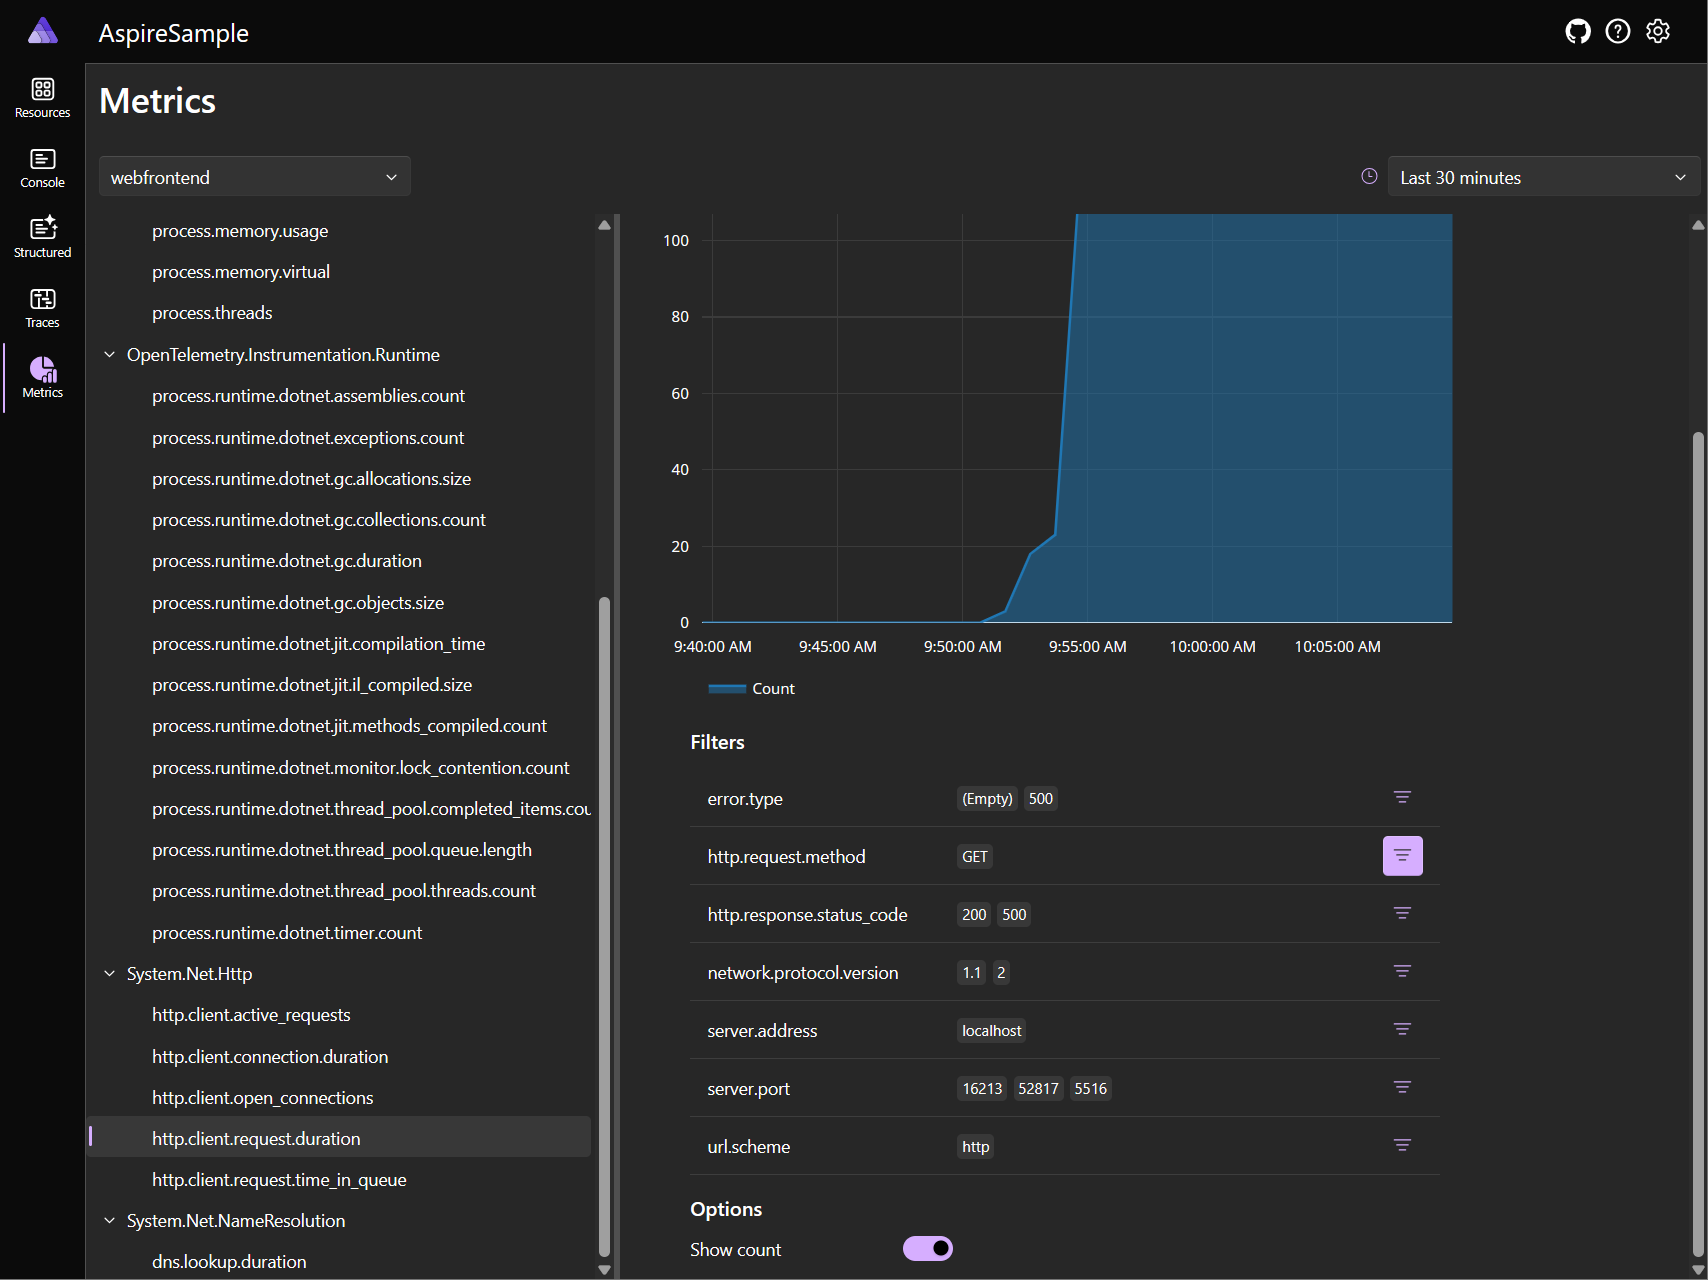 AspireSample
Resources
Console
Structured
Traces
Metrics
Metrics
webfrontend
Last 30 minutes
process.memory.usage
process.memory.virtual
process.threads
OpenTelemetry.Instrumentation.Runtime
process.runtime.dotnet.assemblies.count
process.runtime.dotnet.exceptions.count
process.runtime.dotnet.gc.allocations.size
process.runtime.dotnet.gc.collections.count
process.runtime.dotnet.gc.duration
process.runtime.dotnet.gc.objects.size
process.runtime.dotnet.jit.compilation_time
process.runtime.dotnet.jit.il_compiled.size
process.runtime.dotnet.jit.methods_compiled.count
process.runtime.dotnet.monitor.lock_contention.count
process.runtime.dotnet.thread_pool.completed_items.cou
process.runtime.dotnet.thread_pool.queue.length
process.runtime.dotnet.thread_pool.threads.count
process.runtime.dotnet.timer.count
System.Net.Http
http.client.active_requests
http.client.connection.duration
http.client.open_connections
http.client.request.duration
http.client.request.time_in_queue
System.Net.NameResolution
dns.lookup.duration
100
80
60
40
20
0
9:40:00 AM 9:45:00 AM 9:50:00 AM 9:55:00 AM 10:00:00 AM 10:05:00 AM
Count
Filters
error.type (Empty) 500
http.request.method GET
http.response.status_code 200 500
network.protocol.version 1.1 2
server.address localhost
server.port 16213 52817 5516
url.scheme http
Options
Show count